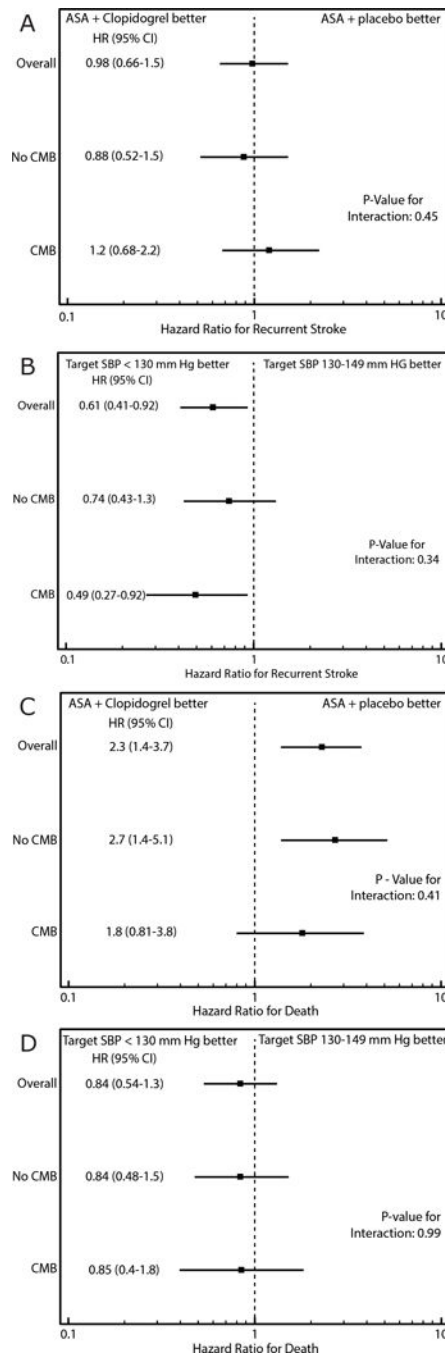 A
ASA + Clopidogrel better ASA + placebo better
HR (95% CI)
Overall 0.98 (0.66-1.5)
No CMB 0.88 (0.52-1.5)
P-Value for
Interaction: 0.45
CMB 1.2 (0.68-2.2)
0.1 1 10
Hazard Ratio for Recurrent Stroke
B
Target SBP < 130 mm Hg better Target SBP 130-149 mm HG better
HR (95% CI)
Overall 0.61 (0.41-0.92)
No CMB 0.74 (0.43-1.3)
P-Value for
Interaction: 0.34
CMB 0.49 (0.27-0.92)
0.1 1 10
Hazard Ratio for Recurrent Stroke
C
ASA + Clopidogrel better ASA + placebo better
HR (95% CI)
Overall 2.3 (1.4-3.7)
No CMB 2.7 (1.4-5.1)
P - Value for
Interaction: 0.41
CMB 1.8 (0.81-3.8)
0.1 1 10
Hazard Ratio for Death
D
Target SBP < 130 mm Hg better Target SBP 130-149 mm Hg better
HR (95% CI)
Overall 0.84 (0.54-1.3)
No CMB 0.84 (0.48-1.5)
P-value for
Interaction: 0.99
CMB 0.85 (0.4-1.8)
0.1 1 10
Hazard Ratio for Death